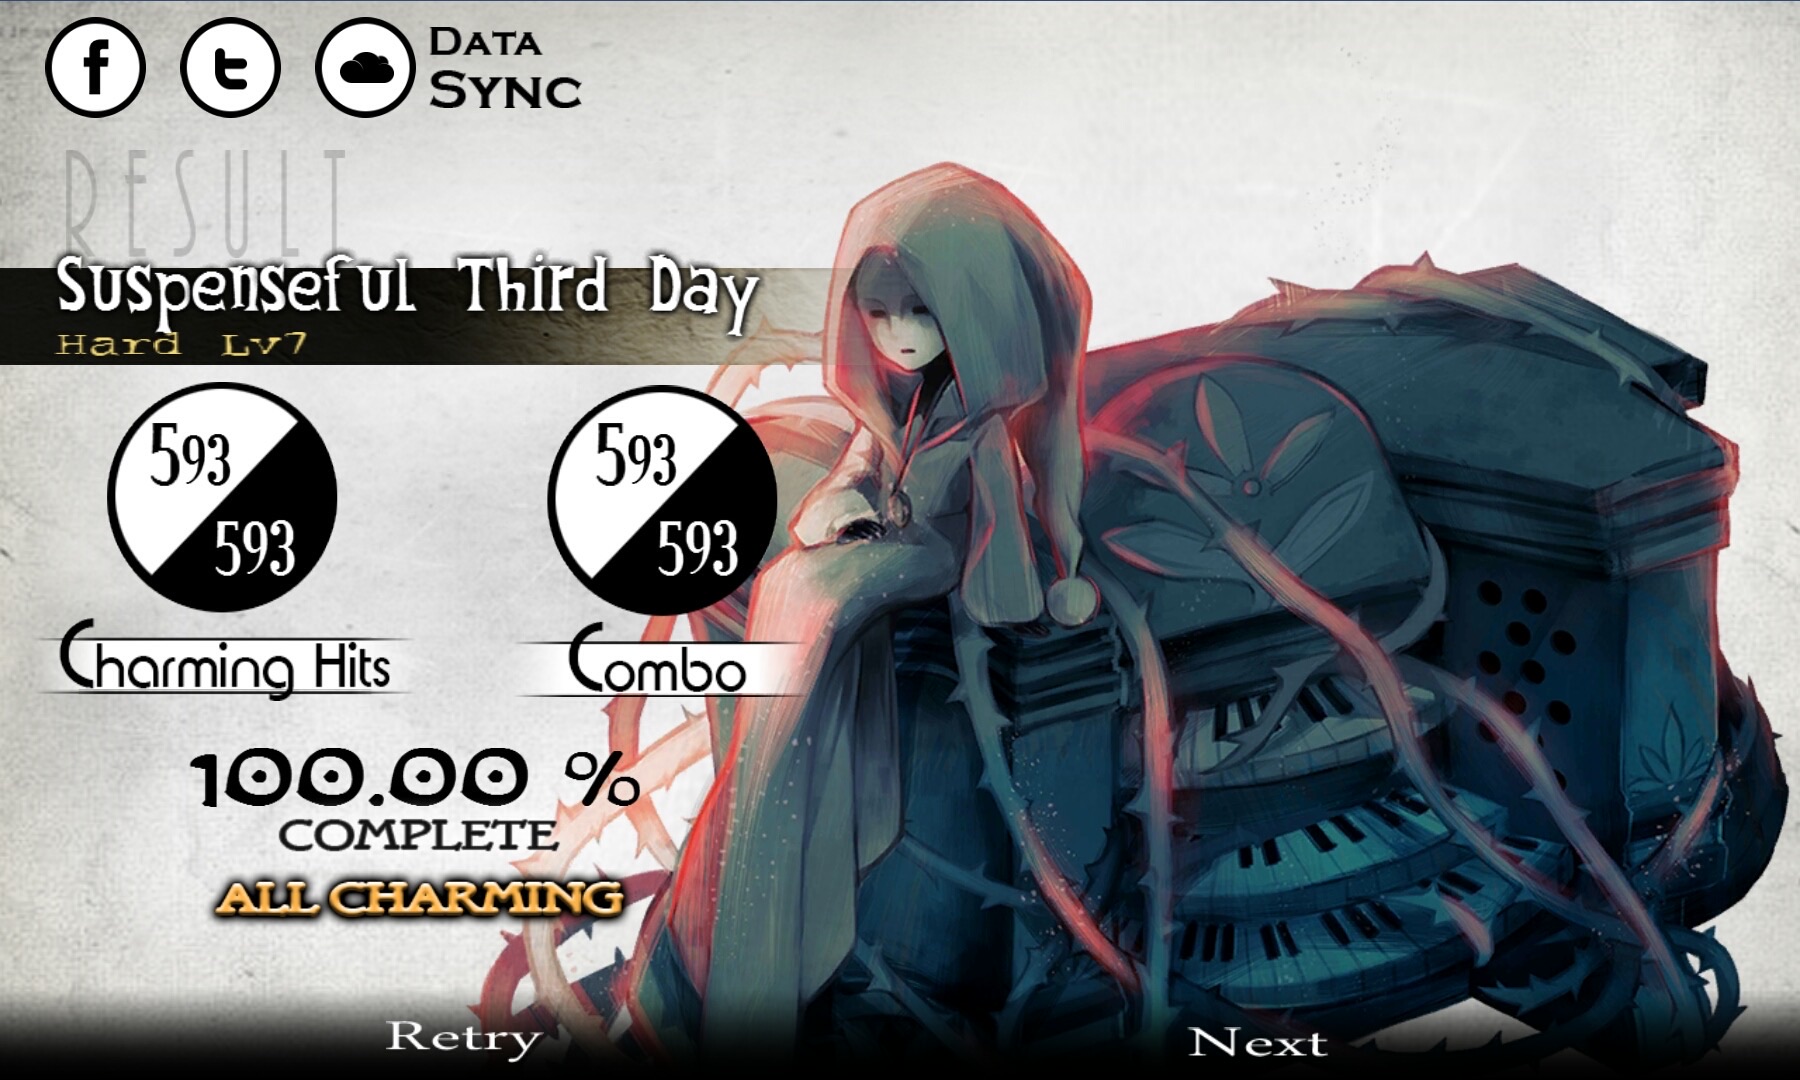 f t DATA
SYNC
RESULT
Suspenseful Third Day
Hard Lv7
593
593
Charming Hits
593
593
Combo
100.00 %
COMPLETE
ALL CHARMING
Retry Next